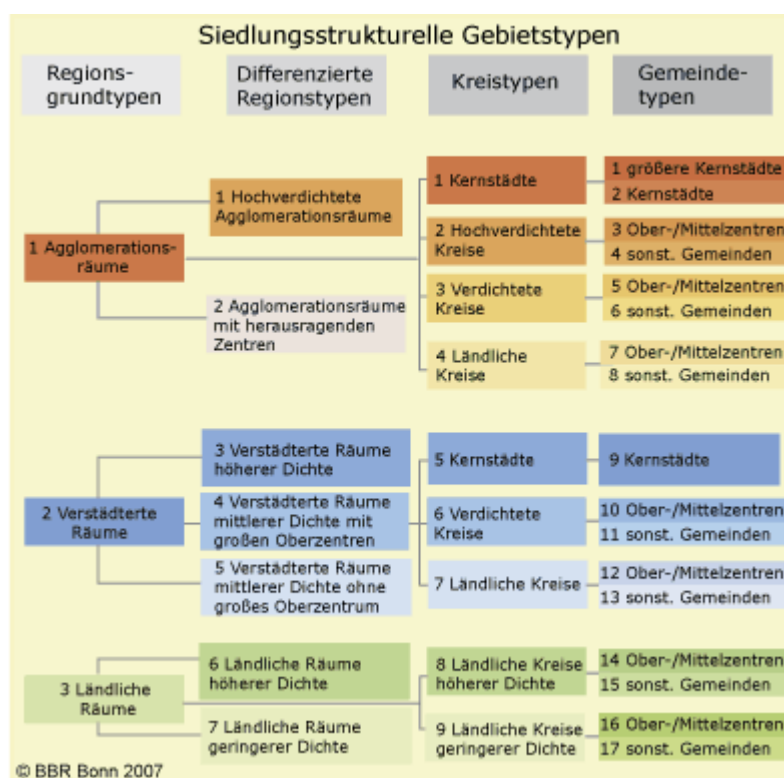 Siedlungsstrukturelle Gebietstypen
Regions-
grundtypen
Differenzierte
Regionstypen
Kreistypen
Gemeinde-
typen
1 Agglomerations-
räume
1 Hochverdichtete
Agglomerationsräume
2 Agglomerationsräume
mit herausragenden
Zentren
1 Kernstädte
2 Hochverdichtete
Kreise
3 Verdichtete
Kreise
4 Ländliche
Kreise
1 größere Kernstädte
2 Kernstädte
3 Ober-/Mittelzentren
4 sonst. Gemeinden
5 Ober-/Mittelzentren
6 sonst. Gemeinden
7 Ober-/Mittelzentren
8 sonst. Gemeinden
2 Verstädterte
Räume
3 Verstädterte Räume
höherer Dichte
4 Verstädterte Räume
mittlerer Dichte mit
großen Oberzentren
5 Verstädterte Räume
mittlerer Dichte ohne
großes Oberzentrum
5 Kernstädte
6 Verdichtete
Kreise
7 Ländliche Kreise
9 Kernstädte
10 Ober-/Mittelzentren
11 sonst. Gemeinden
12 Ober-/Mittelzentren
13 sonst. Gemeinden
3 Ländliche
Räume
6 Ländliche Räume
höherer Dichte
7 Ländliche Räume
geringerer Dichte
8 Ländliche Kreise
höherer Dichte
9 Ländliche Kreise
geringerer Dichte
14 Ober-/Mittelzentren
15 sonst. Gemeinden
16 Ober-/Mittelzentren
17 sonst. Gemeinden
© BBR Bonn 2007